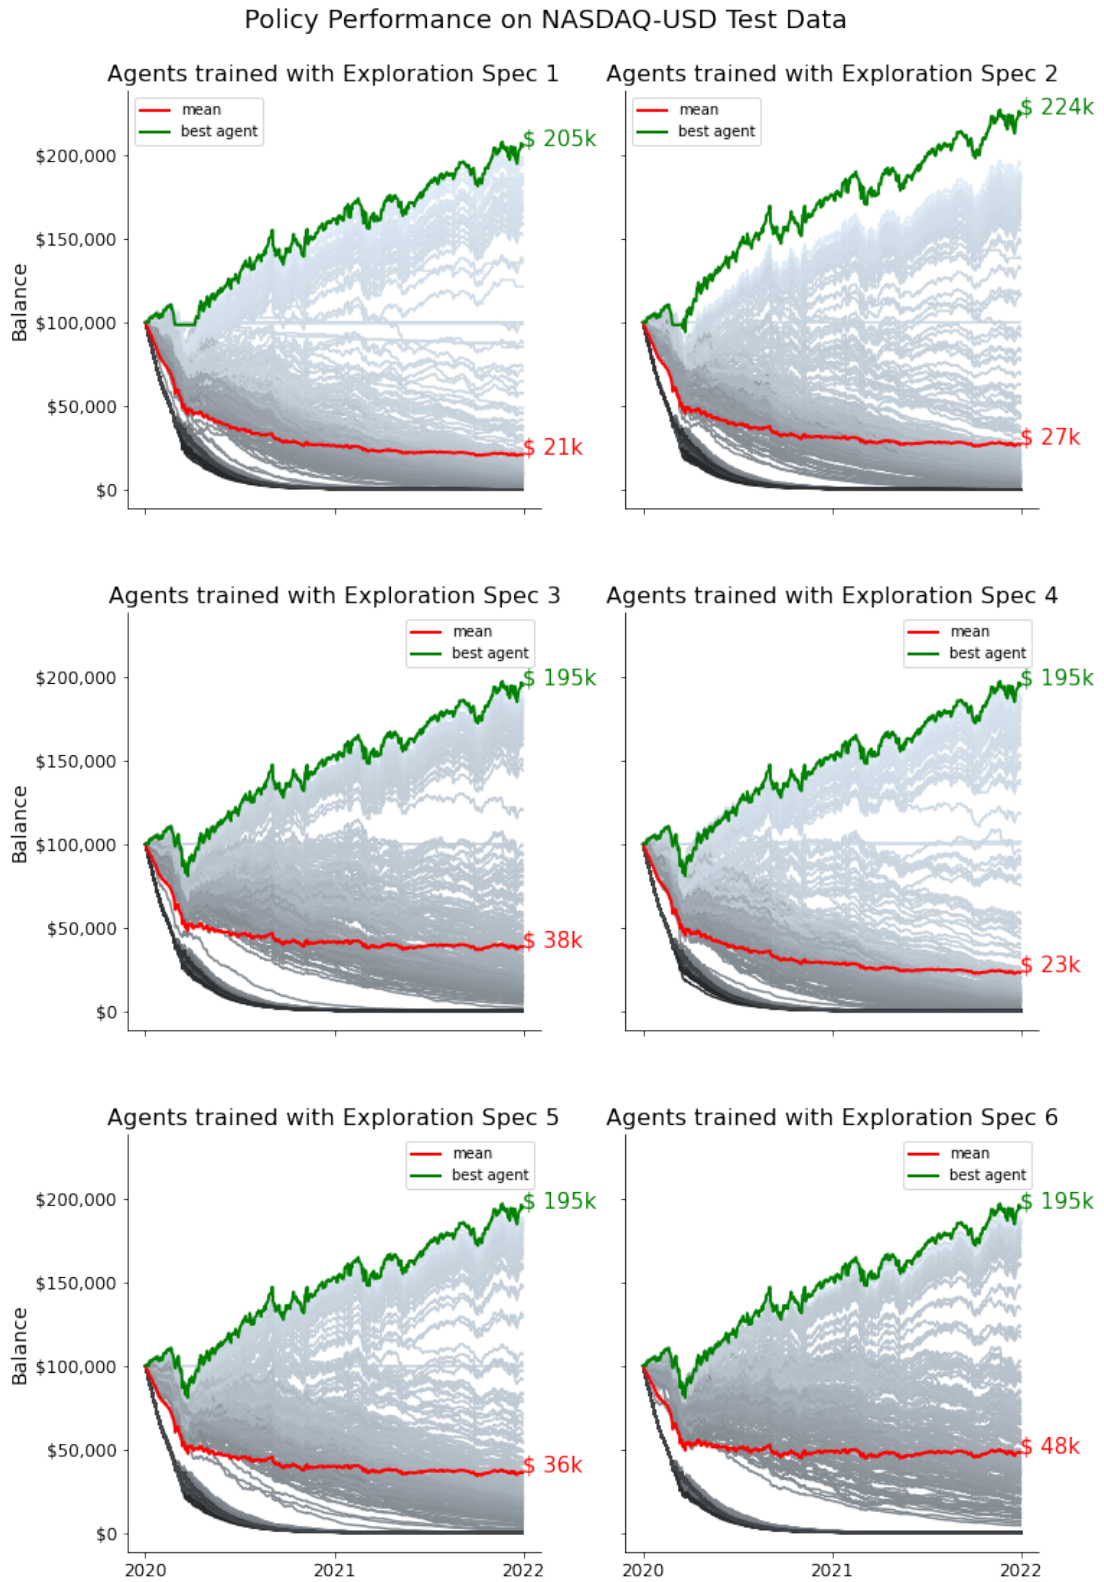 Policy Performance on NASDAQ-USD Test Data
Agents trained with Exploration Spec 1
mean
best agent
$ 205k
$200,000
$150,000
$100,000
$50,000
$0
Balance
$ 21k
Agents trained with Exploration Spec 2
mean
best agent
$ 224k
$ 27k
Agents trained with Exploration Spec 3
mean
best agent
$ 195k
$200,000
$150,000
$100,000
$50,000
$0
Balance
$ 38k
Agents trained with Exploration Spec 4
mean
best agent
$ 195k
$ 23k
Agents trained with Exploration Spec 5
mean
best agent
$ 195k
$200,000
$150,000
$100,000
$50,000
$0
Balance
$ 36k
2020
2021
2022
Agents trained with Exploration Spec 6
mean
best agent
$ 195k
$ 48k
2020
2021
2022